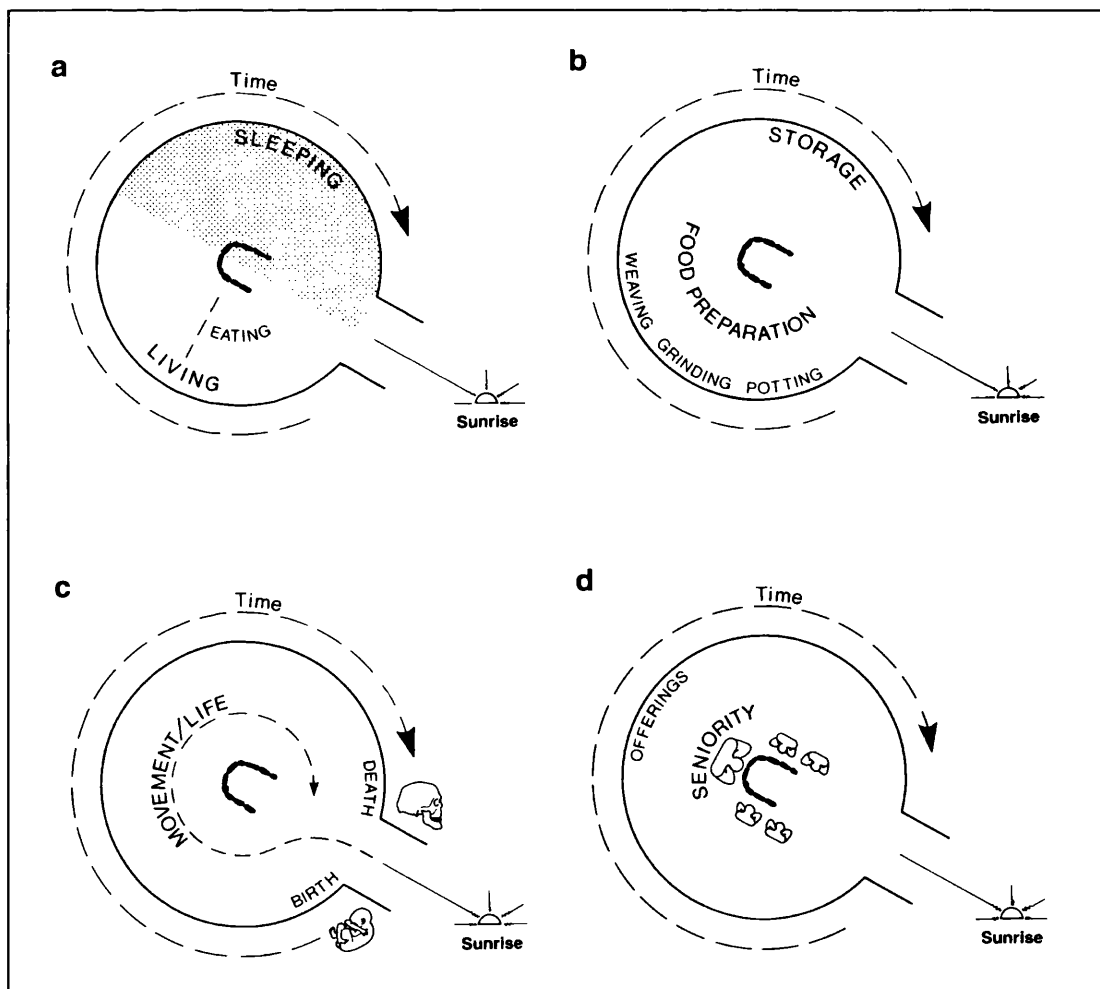 a
Time
SLEEPING
EATING
LIVING
Sunrise
b
Time
STORAGE
FOOD PREPARATION
WEAVING GRINDING POTTING
Sunrise
c
Time
MOVEMENT/LIFE
DEATH
BIRTH
Sunrise
d
Time
OFFERINGS
SENIORITY
Sunrise